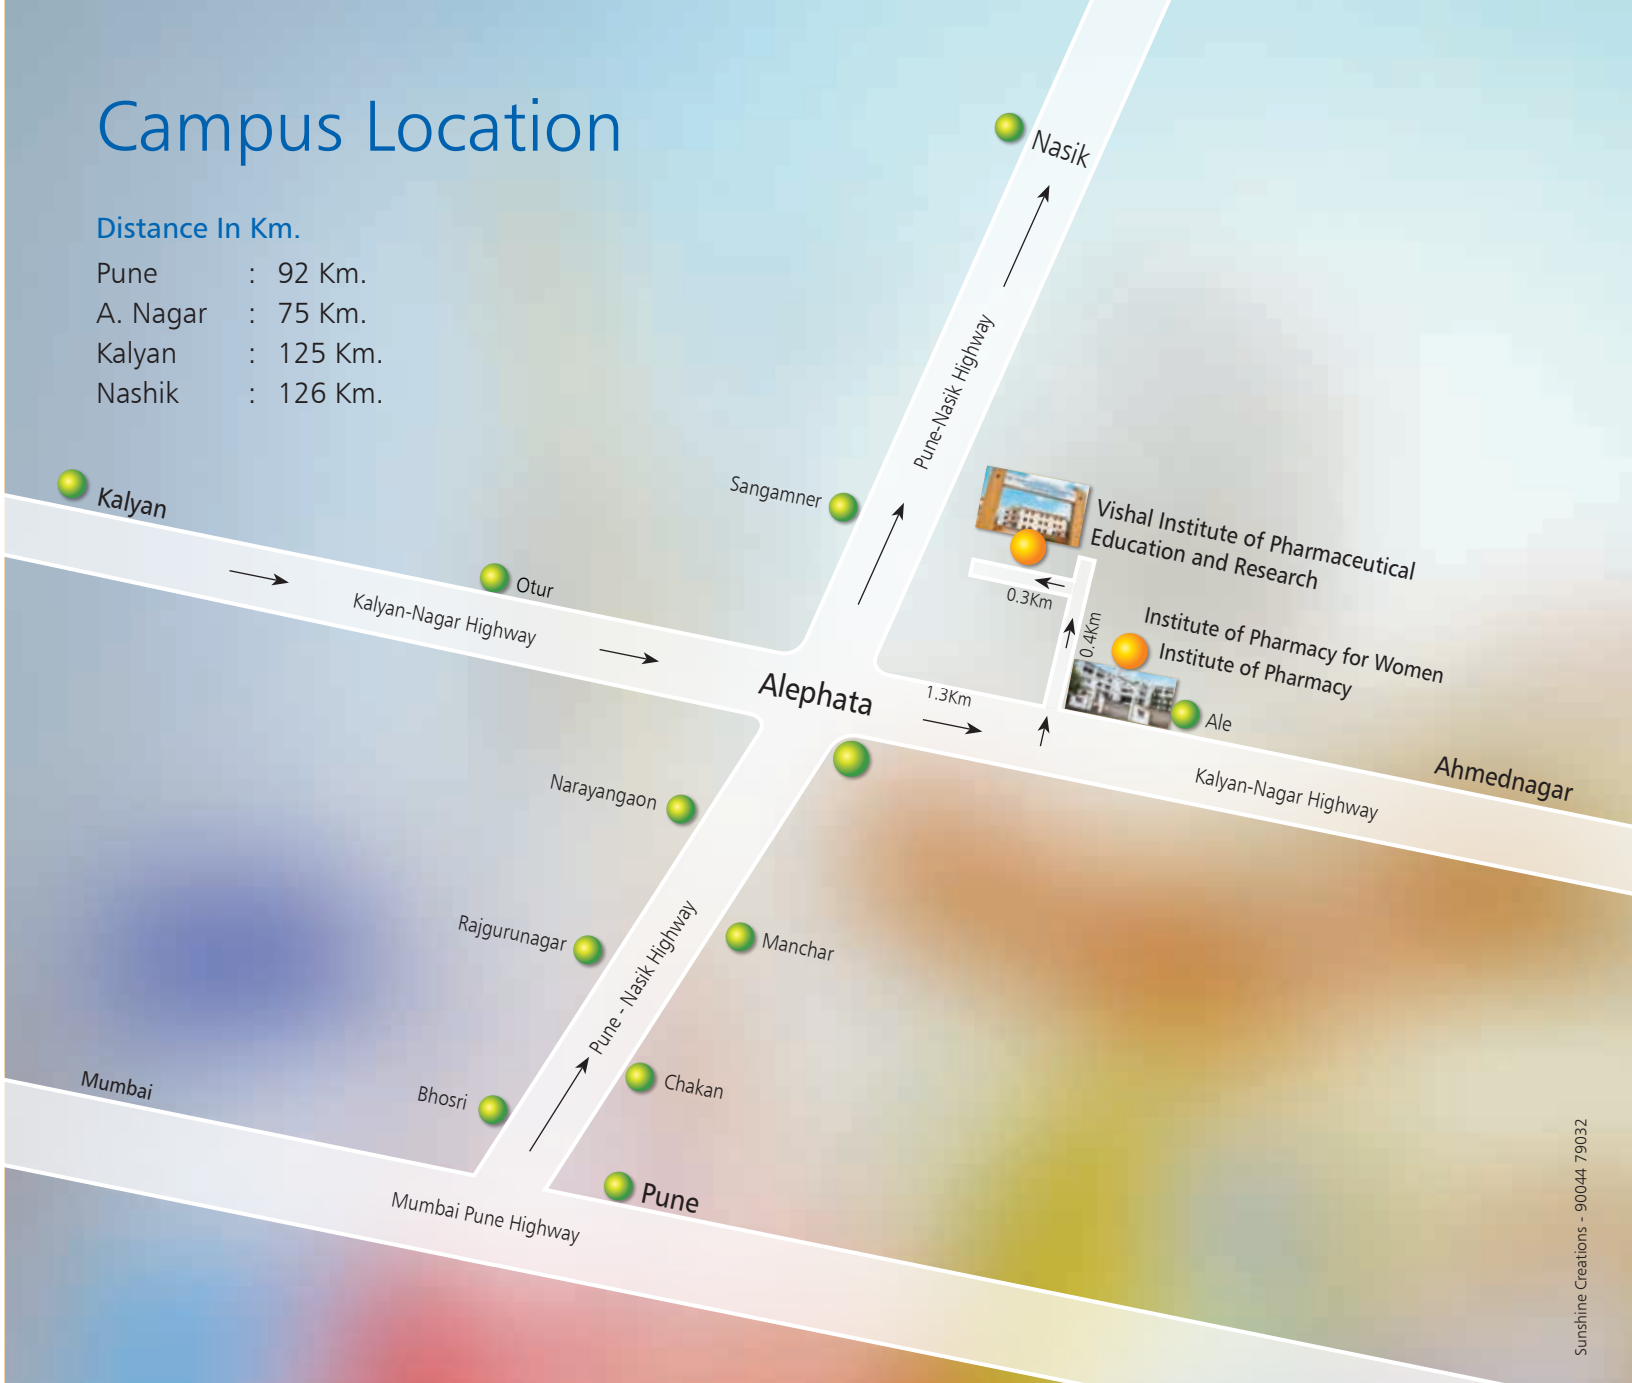 Campus Location
Distance In Km.
Pune : 92 Km.
A. Nagar : 75 Km.
Kalyan : 125 Km.
Nashik : 126 Km.
Nasik
Pune-Nasik Highway
Sangamner
Kalyan
Otur
Kalyan-Nagar Highway
Vishal Institute of Pharmaceutical
Education and Research
0.3Km
0.4Km
Institute of Pharmacy for Women
Institute of Pharmacy
Ale
Alephata
1.3Km
Ahmednagar
Kalyan-Nagar Highway
Narayangaon
Rajgurunagar
Manchar
Pune - Nasik Highway
Chakan
Bhosri
Mumbai
Pune
Mumbai Pune Highway
Sunshine Creations - 90044 79032